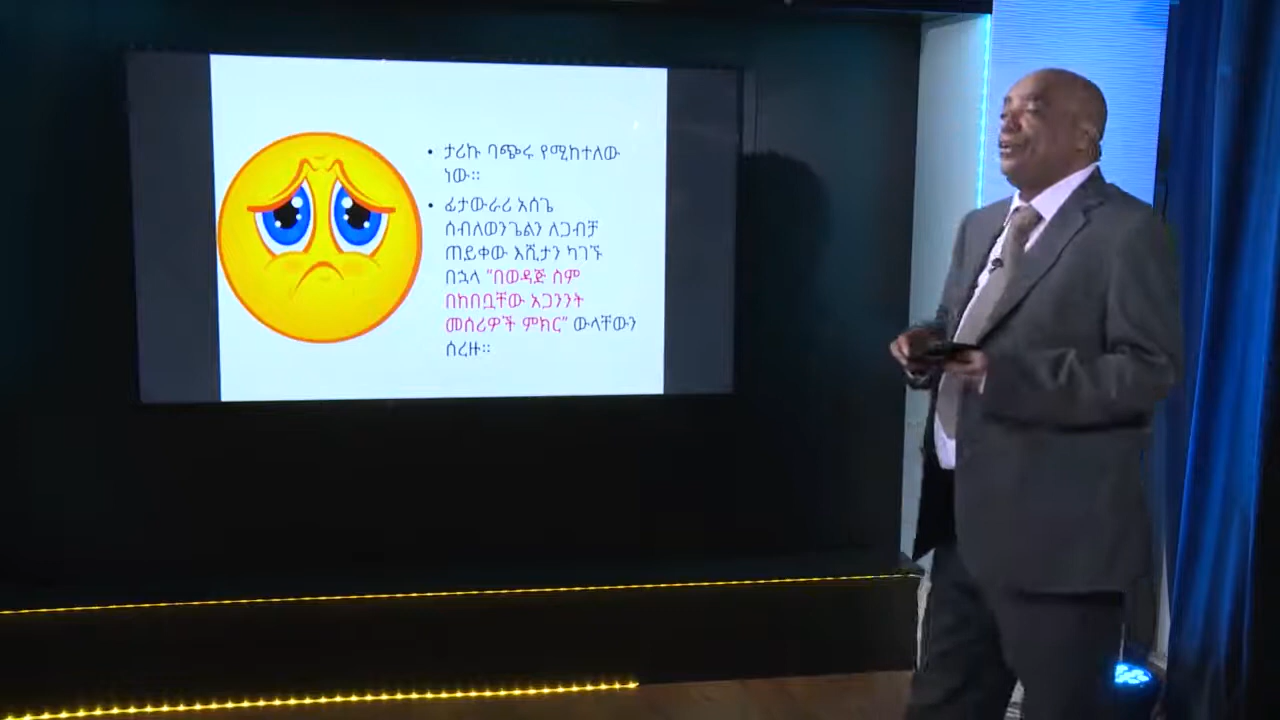 • ታሪኩ ባጭሩ የሚከተለው
ነው።
• ፊታውራሪ አሰጌ
ሰብለወንጌልን ለጋብቻ
ጠይቀው እሺታን ካገኙ
በኋላ “በወዳጅ ስም
በከበቧቸው አጋንንት
መሰሪዎች ምክር” ውላቸውን
ሰረዙ።